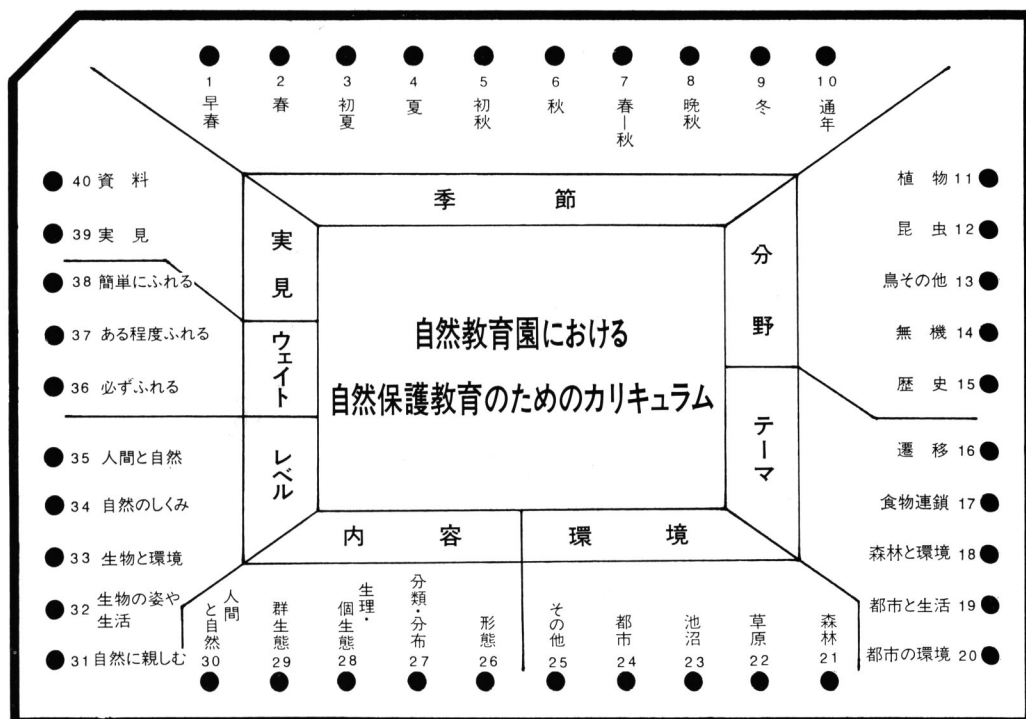 1 早春
2 春
3 初夏
4 夏
5 初秋
6 秋
7 春―秋
8 晩秋
9 冬
10 通年
季節
植物 11
昆虫 12
鳥その他 13
無機 14
歴史 15
分野
遷移 16
食物連鎖 17
森林と環境 18
都市と生活 19
都市の環境 20
テーマ
森林 21
草原 22
池沼 23
都市 24
その他 25
環境
形態 26
分類・分布 27
生理・
個生態 28
群生態 29
人間
と自然 30
内容
31 自然に親しむ
32 生物の姿や
生活
33 生物と環境
34 自然のしくみ
35 人間と自然
レベル
36 必ずふれる
37 ある程度ふれる
38 簡単にふれる
ウェイト
39 実見
40 資料
実見
自然教育園における
自然保護教育のためのカリキュラム